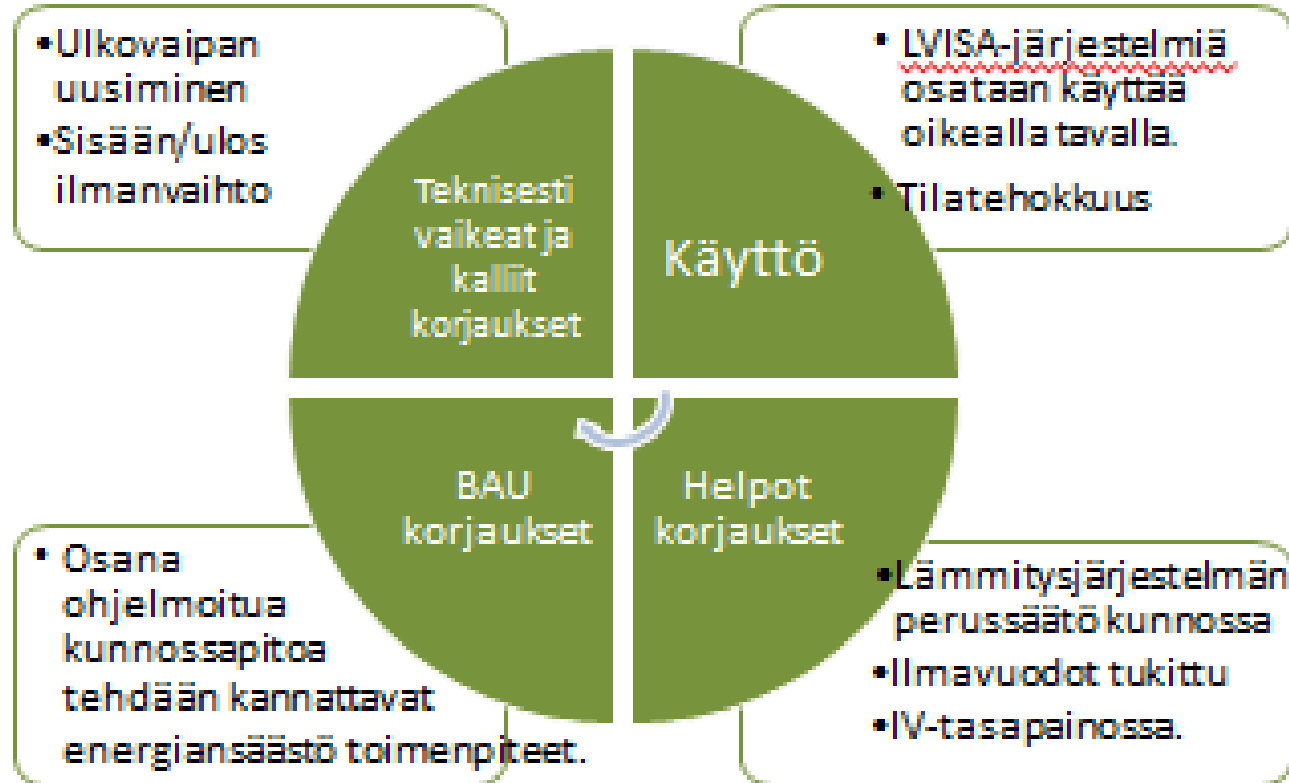 •Ulkovaipan
uusiminen
•Sisään/ulos
ilmanvaihto
Teknisesti
vaikeat ja
kalliit
korjaukset
• LVISA-järjestelmiä
osataan käyttää
oikealla tavalla.
• Tilatehokkuus
Käyttö
BAU
korjaukset
• Osana
ohjelmoitua
kunnossapitoa
tehdään kannattavat
energiansäästö toimenpiteet.
Helpot
korjaukset
•Lämmitysjärjestelmän
perussäätö kunnossa
•Ilmavuodot tukittu
•IV-tasapainossa.